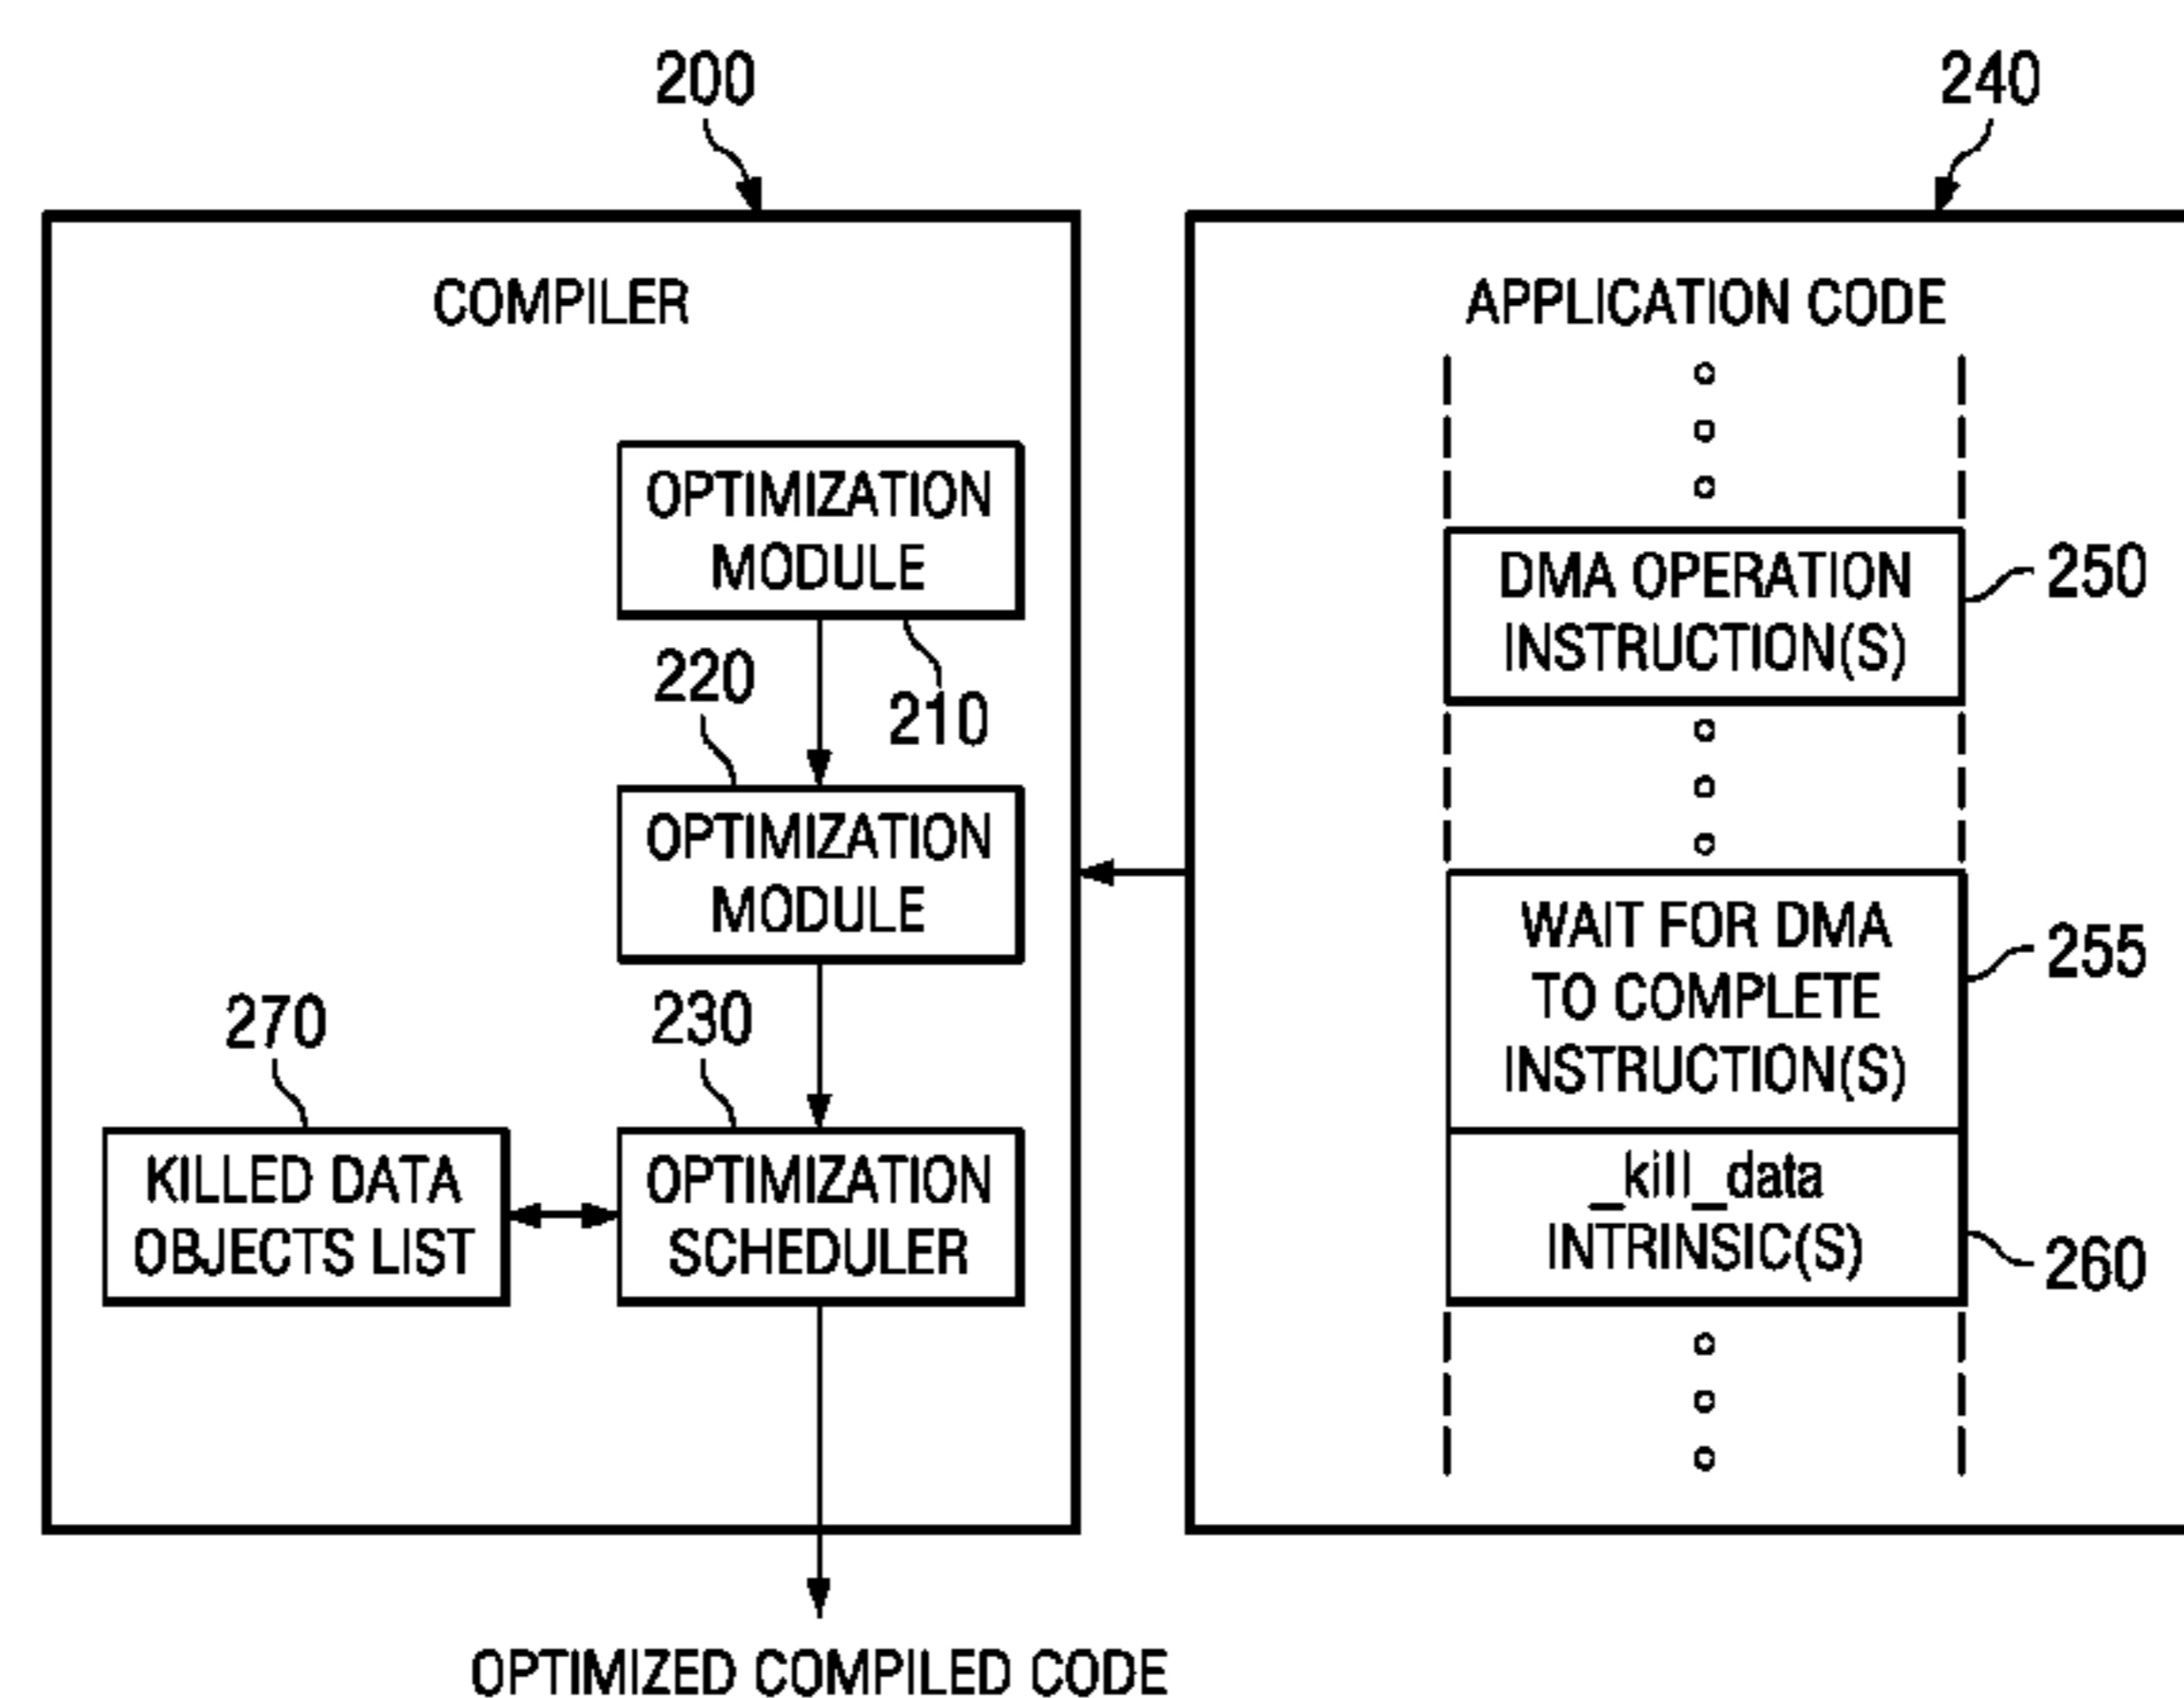 200
240
COMPILER
APPLICATION CODE
OPTIMIZATION
MODULE
210
220
OPTIMIZATION
MODULE
270
230
KILLED DATA
OBJECTS LIST
OPTIMIZATION
SCHEDULER
DMA OPERATION
INSTRUCTION(S)
250
WAIT FOR DMA
TO COMPLETE
INSTRUCTION(S)
255
_kill_data
INTRINSIC(S)
260
OPTIMIZED COMPILED CODE